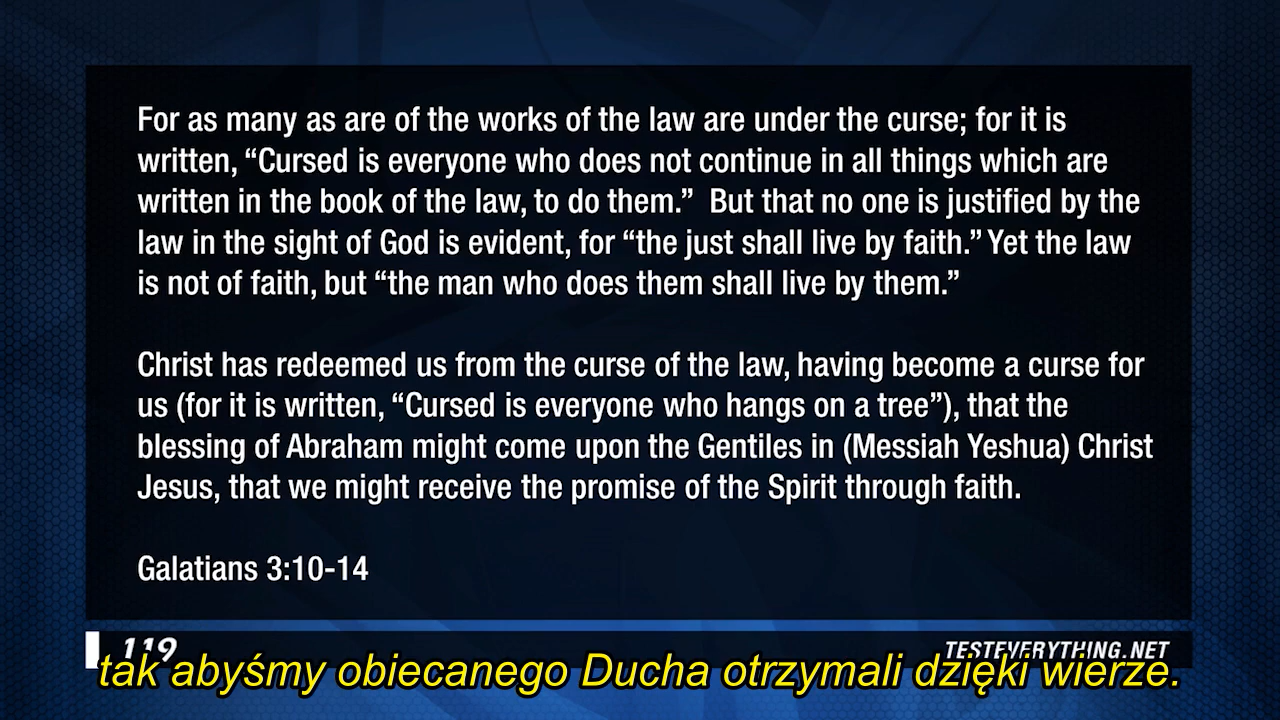 For as many as are of the works of the law are under the curse; for it is
written, “Cursed is everyone who does not continue in all things which are
written in the book of the law, to do them.”  But that no one is justified by the
law in the sight of God is evident, for “the just shall live by faith.” Yet the law
is not of faith, but “the man who does them shall live by them.”
Christ has redeemed us from the curse of the law, having become a curse for
us (for it is written, “Cursed is everyone who hangs on a tree”), that the
blessing of Abraham might come upon the Gentiles in (Messiah Yeshua) Christ
Jesus, that we might receive the promise of the Spirit through faith.
Galatians 3:10-14
119
TESTEVERYTHING.NET
tak abyśmy obiecanego Ducha otrzymali dzięki wierze.